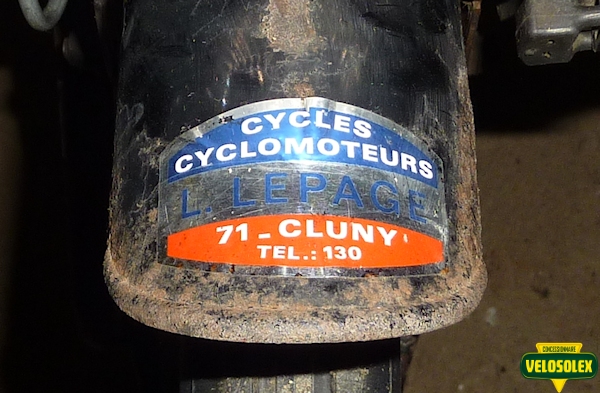 CYCLES
CYCLOMOTEURS
L. LEPAGE
71 - CLUNY
TEL.: 130
CONCESSIONNAIRE
VELOSOLEX